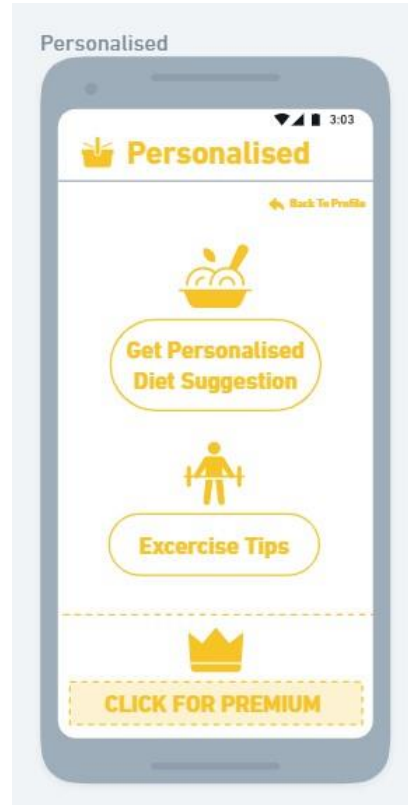 Personalised
3:03
Personalised
Back To Profile
Get Personalised
Diet Suggestion
Excercise Tips
CLICK FOR PREMIUM